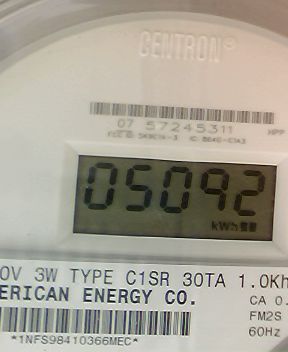 CENTRON®
07 57245311
05092
kWh
0V 3W TYPE C1SR 30TA 1.0Kh
ERICAN ENERGY CO.
CA 0.
FM2S
60Hz
*1NFS98410366MEC*